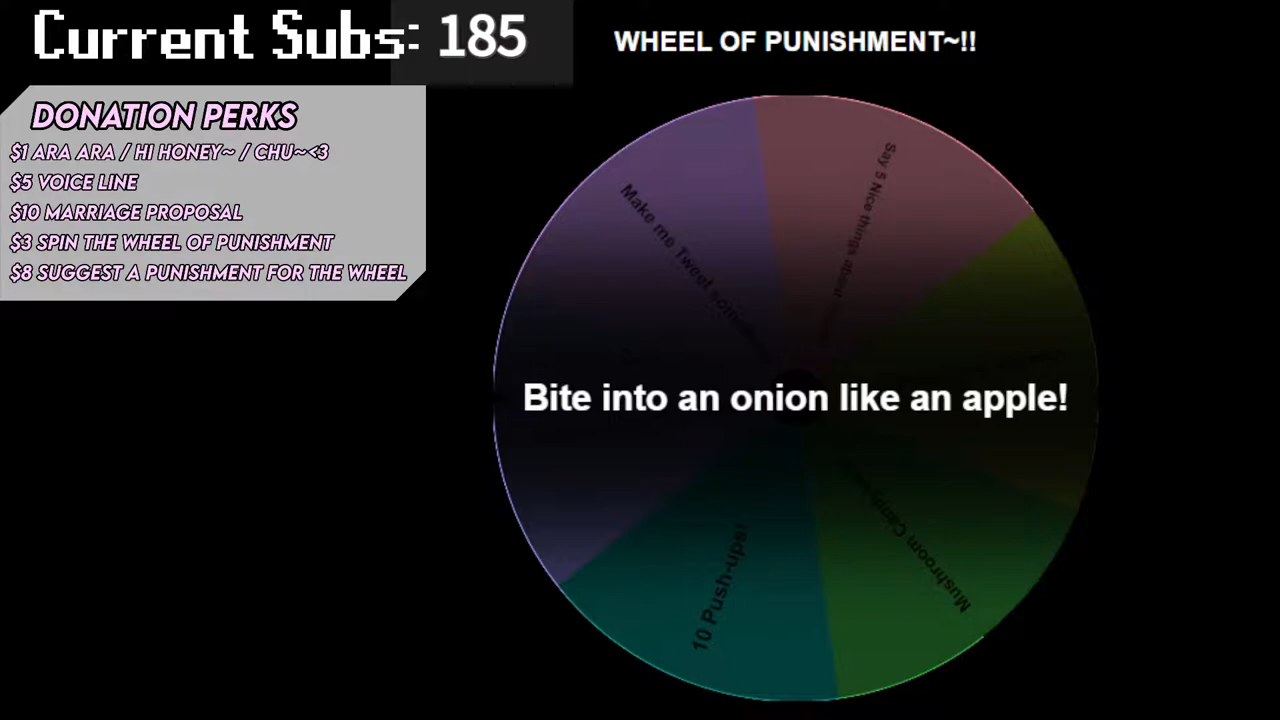 Current Subs: 185
WHEEL OF PUNISHMENT~!!
DONATION PERKS
$1 ARA ARA / HI HONEY~ / CHU~<3
$5 VOICE LINE
$10 MARRIAGE PROPOSAL
$3 SPIN THE WHEEL OF PUNISHMENT
$8 SUGGEST A PUNISHMENT FOR THE WHEEL
Make me Tweet
Say 5 Nice things about
Bite into an onion like an apple!
10 Push-ups!
Mushroom